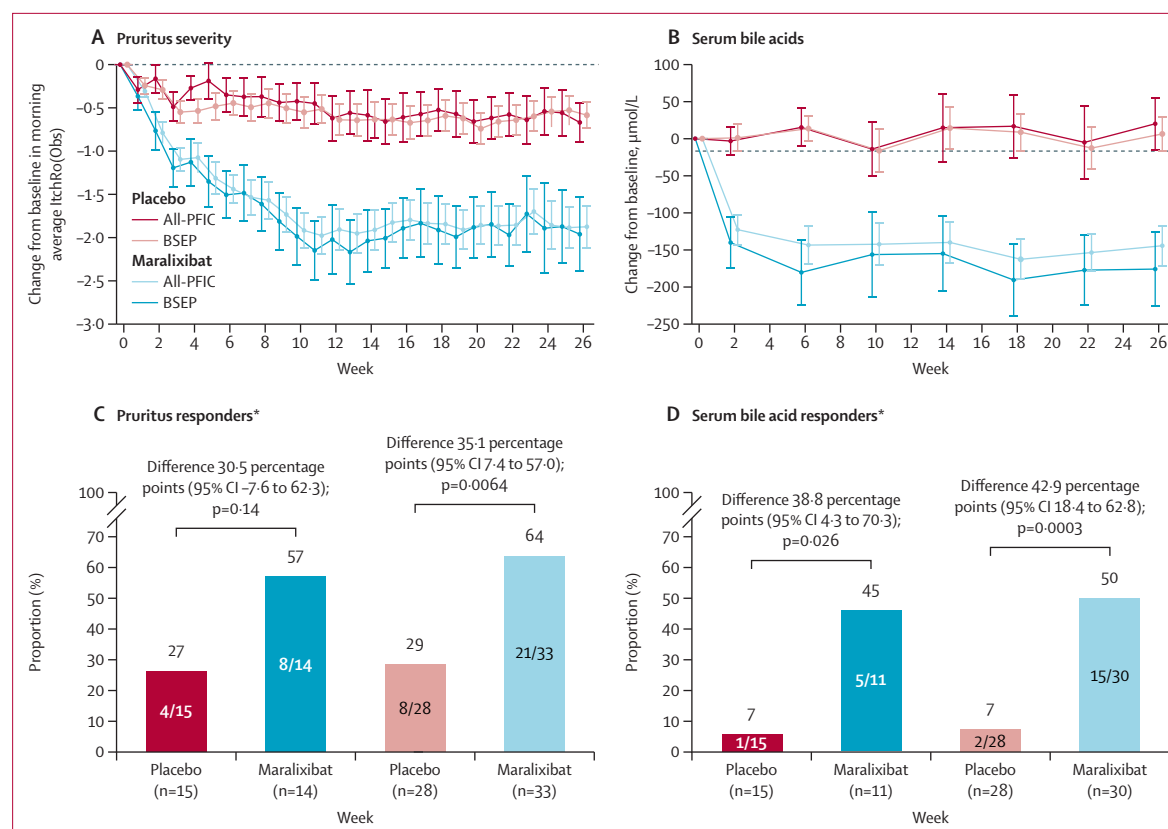 A Pruritus severity
0
–0·5
–1·0
–1·5
–2·0
–2·5
–3·0
Change from baseline in morning
average ItchRo(Obs)
Placebo
All-PFIC
BSEP
Maralixibat
All-PFIC
BSEP
0 2 4 6 8 10 12 14 16 18 20 22 24 26
Week
B Serum bile acids
100
50
0
–50
–100
–150
–200
–250
Change from baseline, μmol/L
0 2 4 6 8 10 12 14 16 18 20 22 24 26
Week
C Pruritus responders*
Difference 30·5 percentage
points (95% CI –7·6 to 62·3);
p=0·14
Difference 35·1 percentage
points (95% CI 7·4 to 57·0);
p=0·0064
100
70
60
50
40
30
20
10
0
Proportion (%)
27
4/15
57
8/14
29
8/28
64
21/33
Placebo Maralixibat Placebo Maralixibat
(n=15) (n=14) (n=28) (n=33)
Week
D Serum bile acid responders*
Difference 38·8 percentage
points (95% CI 4·3 to 70·3);
p=0·026
Difference 42·9 percentage
points (95% CI 18·4 to 62·8);
p=0·0003
100
70
60
50
40
30
20
10
0
Proportion (%)
7
1/15
45
5/11
7
2/28
50
15/30
Placebo Maralixibat Placebo Maralixibat
(n=15) (n=11) (n=28) (n=30)
Week